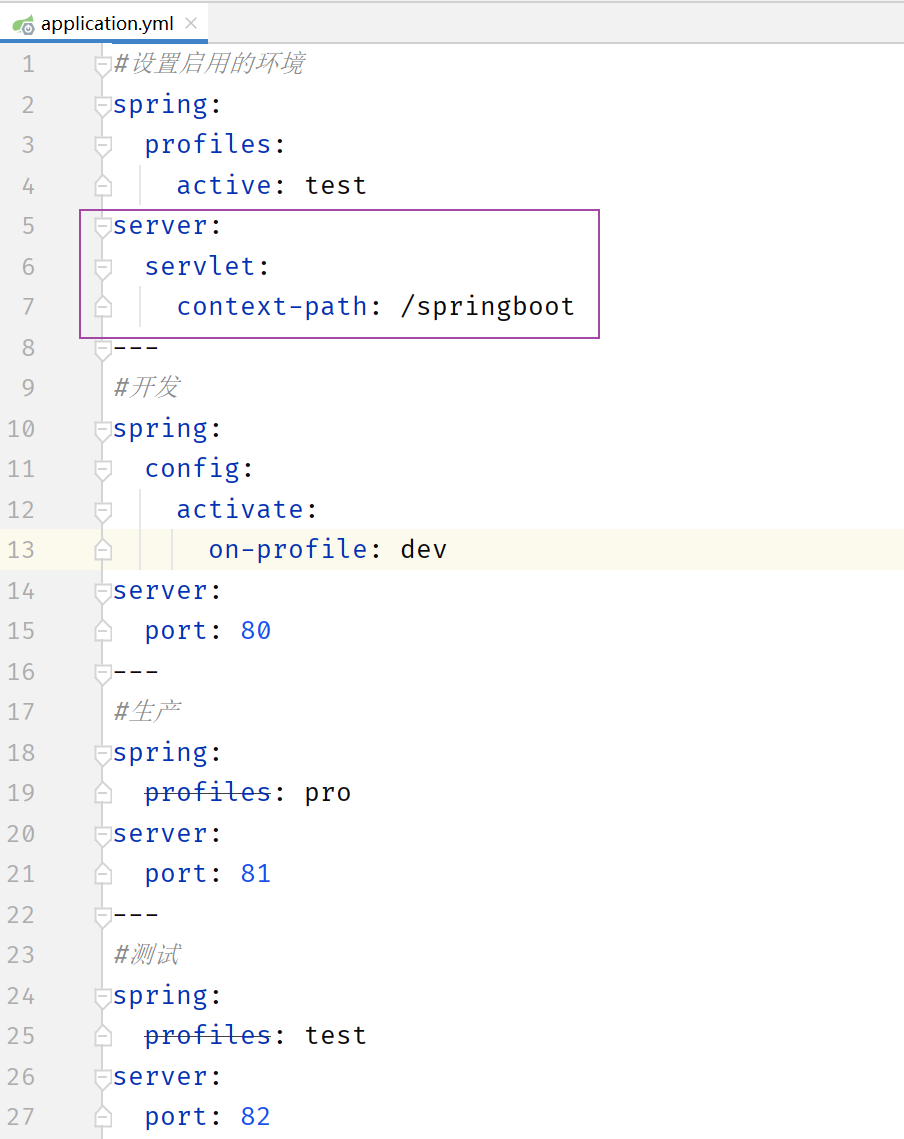 application.yml
1 #设置启用的环境
2 spring:
3   profiles:
4     active: test
5 server:
6   servlet:
7     context-path: /springboot
8 ---
9 #开发
10 spring:
11   config:
12     activate:
13       on-profile: dev
14 server:
15   port: 80
16 ---
17 #生产
18 spring:
19   profiles: pro
20 server:
21   port: 81
22 ---
23 #测试
24 spring:
25   profiles: test
26 server:
27   port: 82